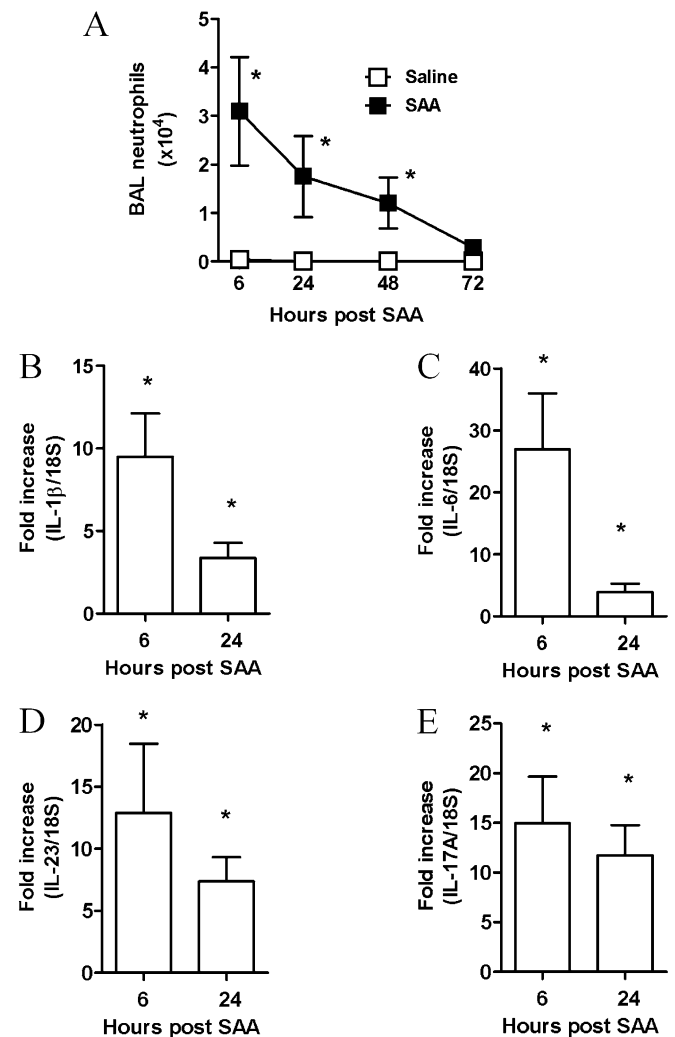 A
BAL neutrophils
(x10⁴)
5
4
3
2
1
0
*
*
*
Saline
SAA
6 24 48 72
Hours post SAA
B
Fold increase
(IL-1β/18S)
15
10
5
0
*
*
6 24
Hours post SAA
C
Fold increase
(IL-6/18S)
40
30
20
10
0
*
*
6 24
Hours post SAA
D
Fold increase
(IL-23/18S)
20
15
10
5
0
*
*
6 24
Hours post SAA
E
Fold increase
(IL-17A/18S)
25
20
15
10
5
0
*
*
6 24
Hours post SAA